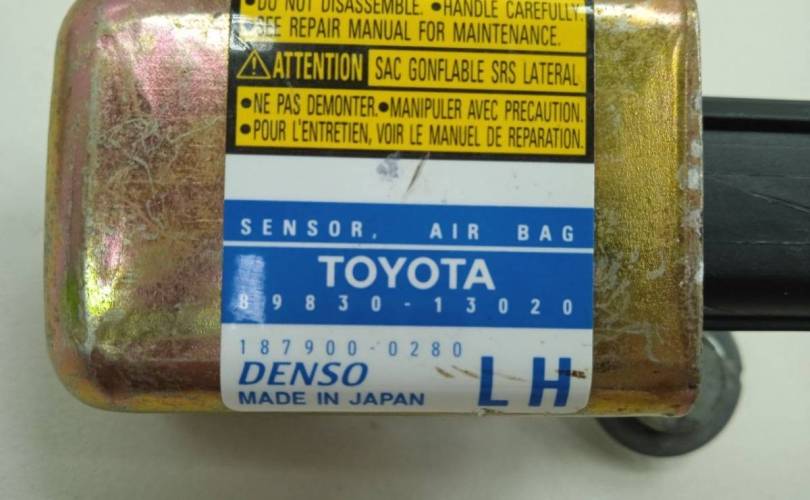 •DO NOT DISASSEMBLE. •HANDLE CAREFULLY.
•SEE REPAIR MANUAL FOR MAINTENANCE.
ATTENTION SAC GONFLABLE SRS LATERAL
•NE PAS DEMONTER.•MANIPULER AVEC PRECAUTION.
•POUR L'ENTRETIEN, VOIR LE MANUEL DE REPARATION.
SENSOR, AIR BAG
TOYOTA
89830-13020
187900-0280
DENSO
MADE IN JAPAN
LH